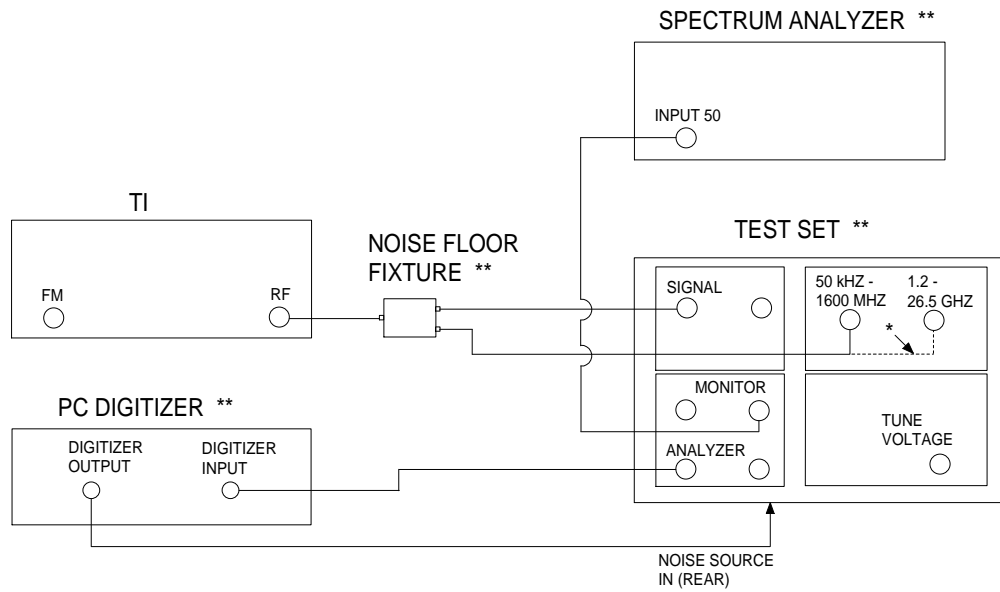 SPECTRUM ANALYZER **
INPUT 50
TI
FM
RF
NOISE FLOOR
FIXTURE **
TEST SET **
SIGNAL
50 kHZ -
1600 MHZ
1.2 -
26.5 GHZ
*
MONITOR
ANALYZER
TUNE
VOLTAGE
PC DIGITIZER **
DIGITIZER
OUTPUT
DIGITIZER
INPUT
NOISE SOURCE
IN (REAR)